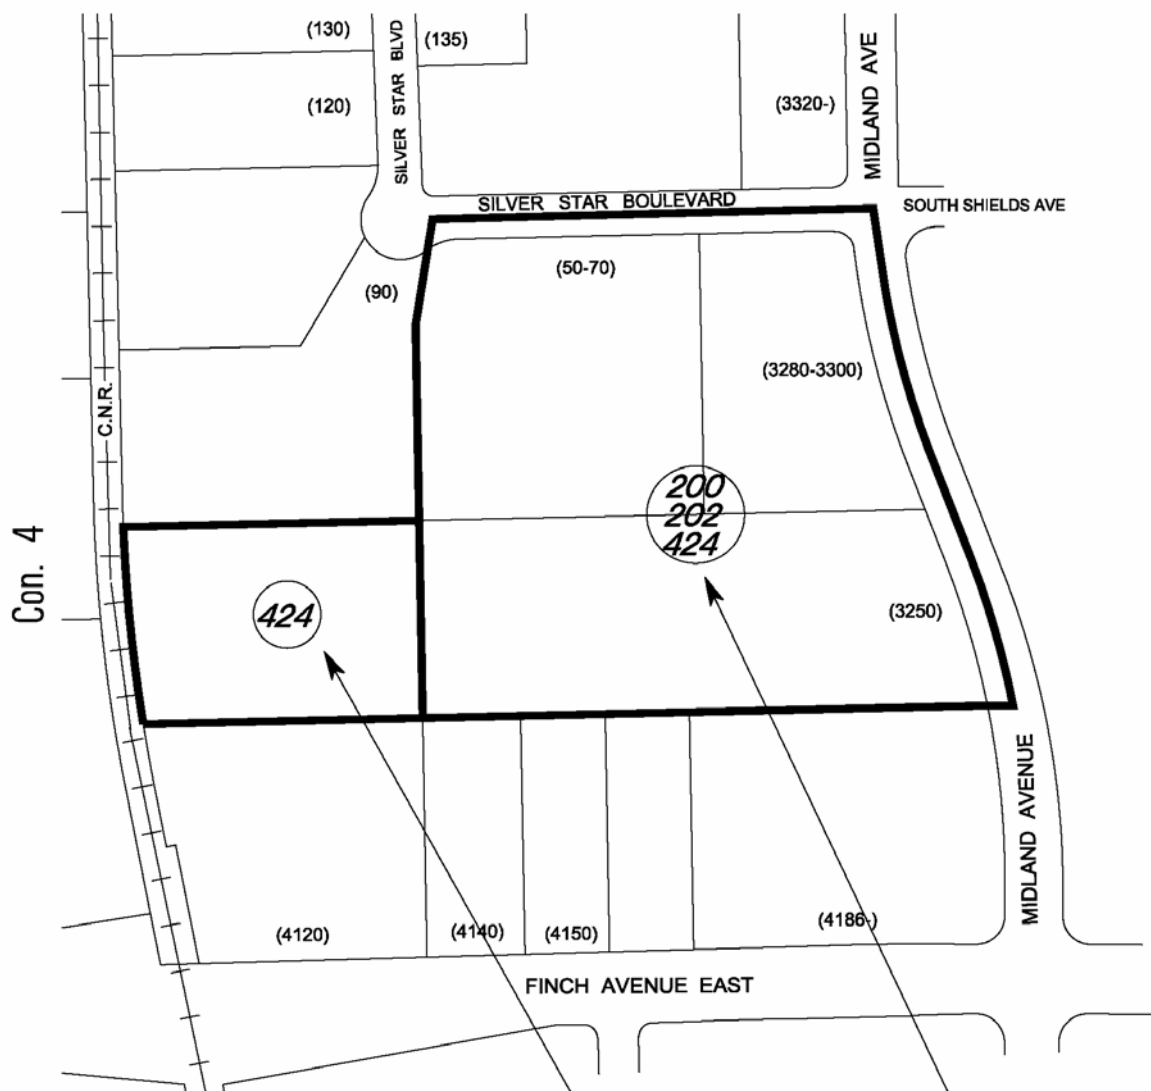 (130)
SILVER STAR BLVD
(135)
MIDLAND AVE
(120)
(3320-)
SILVER STAR BOULEVARD
SOUTH SHIELDS AVE
(50-70)
(90)
(3280-3300)
C.N.R.
200
202
424
Con. 4
424
(3250)
MIDLAND AVENUE
(4120)
(4140)
(4150)
(4186-)
FINCH AVENUE EAST